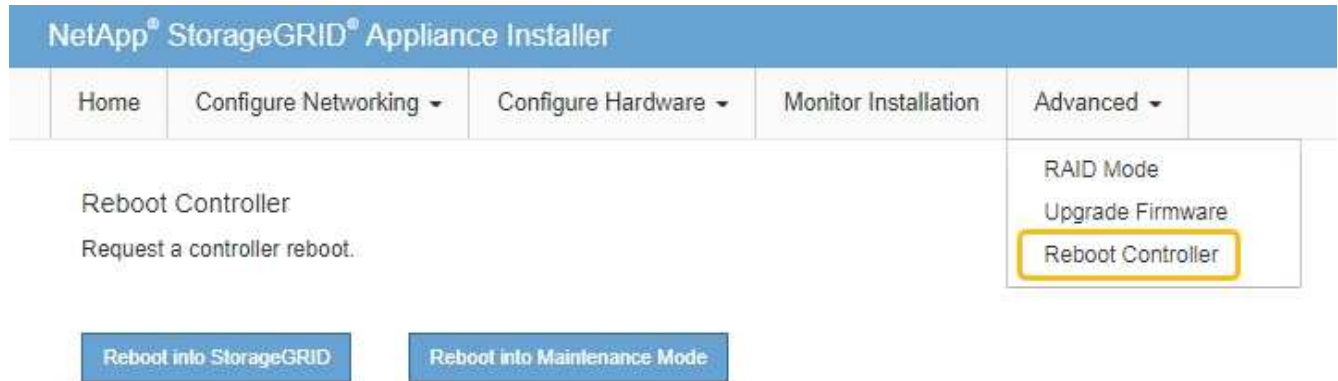 NetApp® StorageGRID® Appliance Installer
Home Configure Networking Configure Hardware Monitor Installation Advanced
RAID Mode
Upgrade Firmware
Reboot Controller
Reboot Controller
Request a controller reboot.
Reboot into StorageGRID Reboot into Maintenance Mode